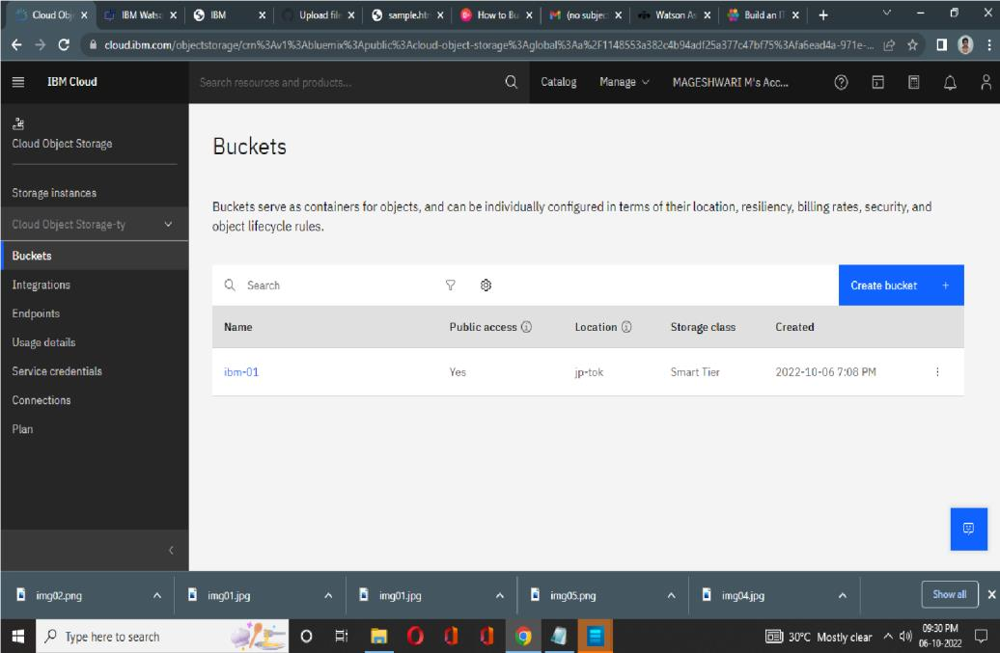 Cloud Obj
IBM Wats
IBM
Upload file
sample.htm
How to Bu
(no subjec
Watson As
Build an IT
cloud.ibm.com/objectstorage/crn%3Av1%3Abluemix%3Apublic%3Acloud-object-storage%3Aglobal%3Aa%2F1148553a382c4b94adf25a377c47bf75%3Afa6ead4a-971e-...
IBM Cloud
Search resources and products...
Catalog
Manage
MAGESHWARI M's Acc...
Cloud Object Storage
Storage instances
Cloud Object Storage-ty
Buckets
Integrations
Endpoints
Usage details
Service credentials
Connections
Plan
Buckets
Buckets serve as containers for objects, and can be individually configured in terms of their location, resiliency, billing rates, security, and
object lifecycle rules.
Search
Create bucket +
Name Public access Location Storage class Created
ibm-01 Yes jp-tok Smart Tier 2022-10-06 7:08 PM
img02.png
img01.jpg
img01.jpg
img05.png
img04.jpg
Show all
Type here to search
30°C Mostly clear
09:30 PM
06-10-2022